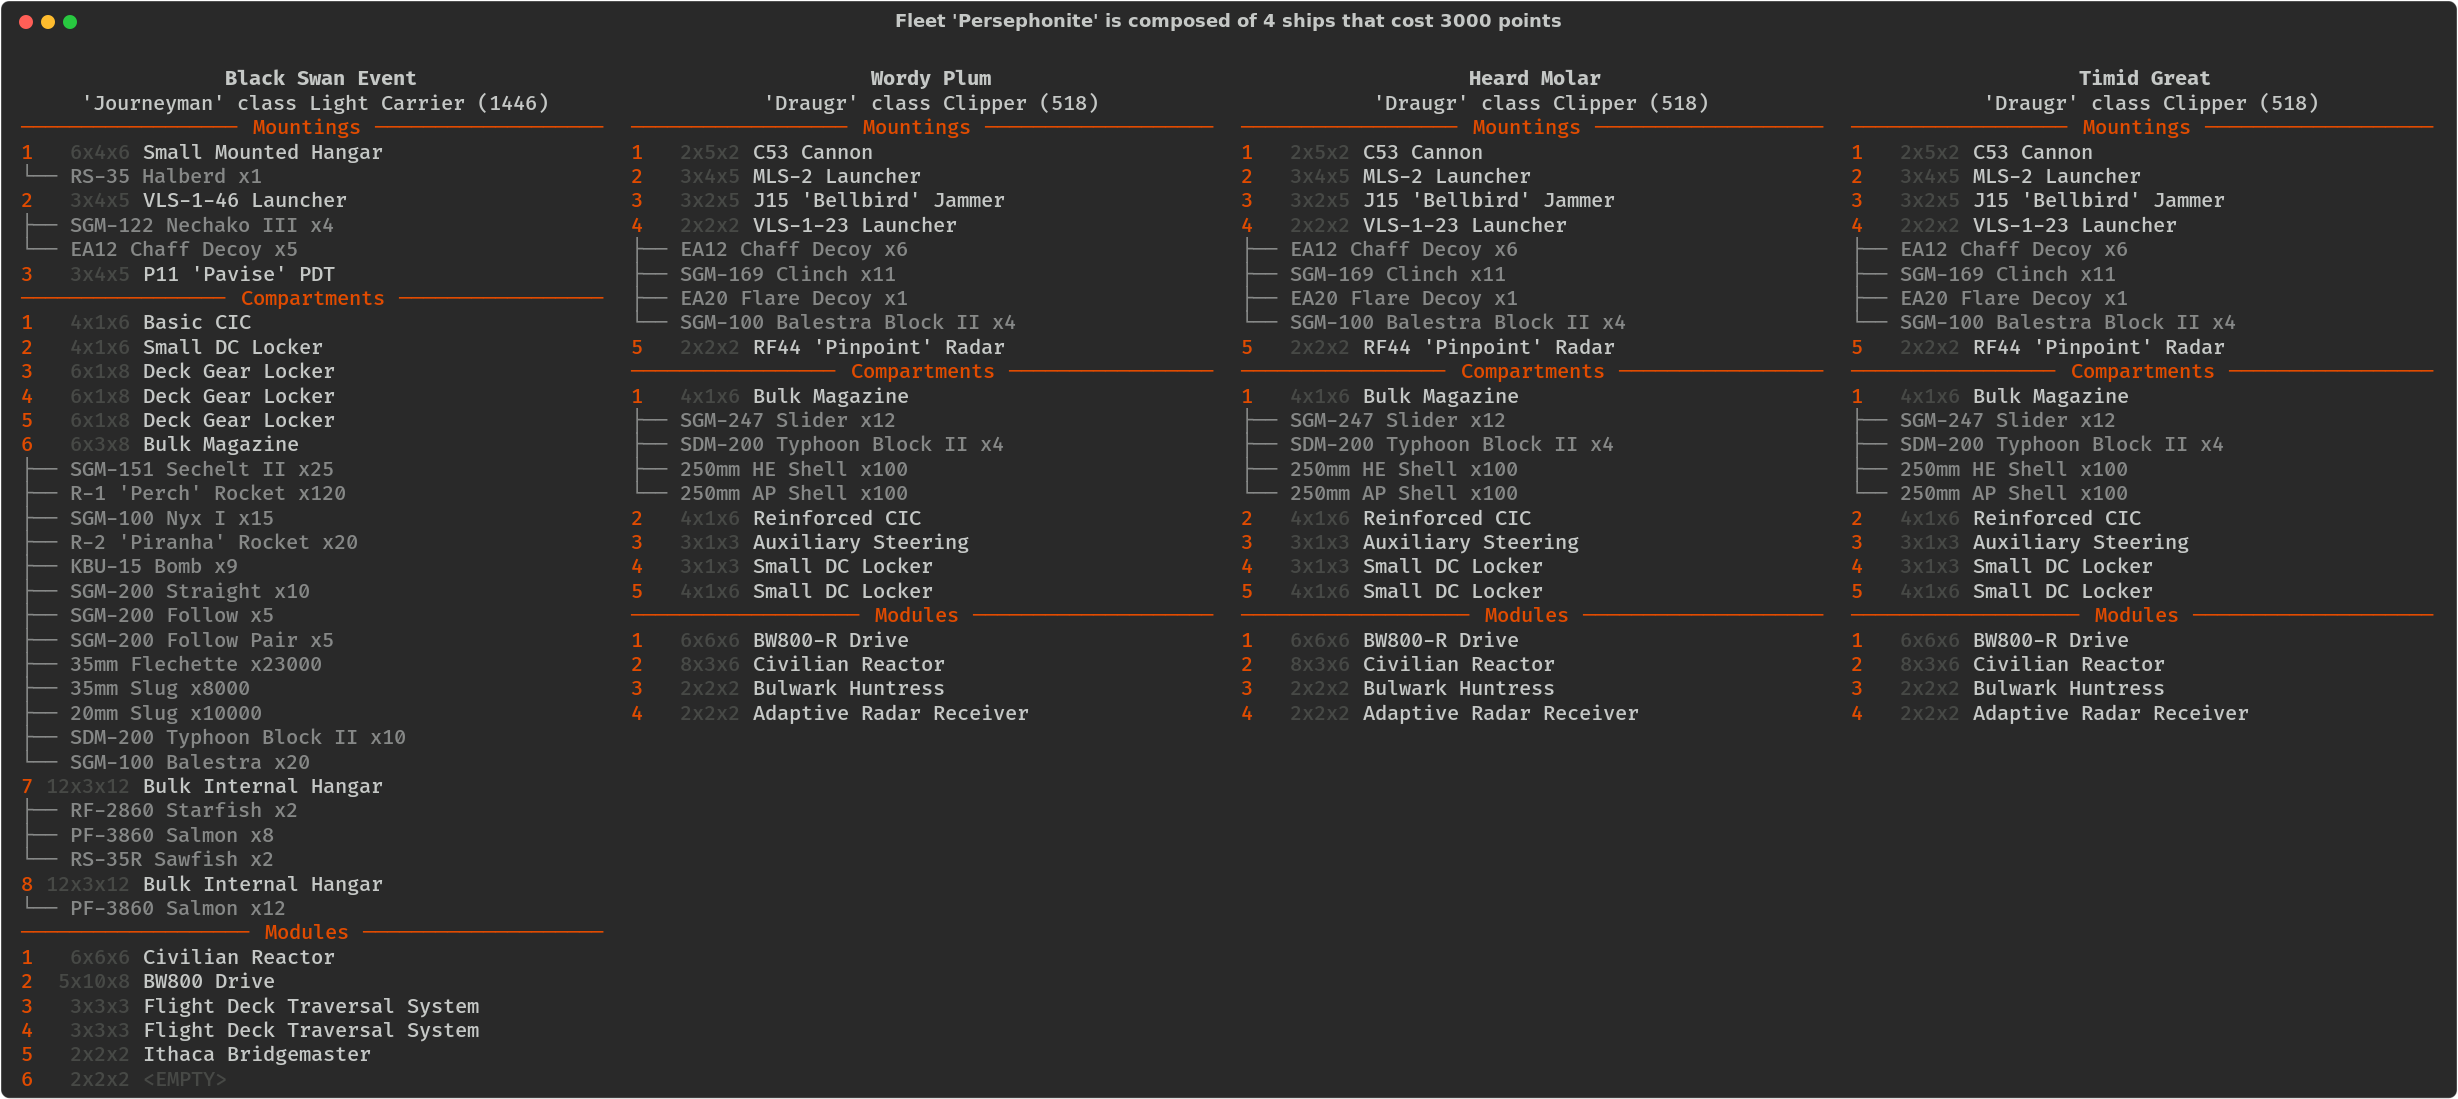 Fleet 'Persephonite' is composed of 4 ships that cost 3000 points
Black Swan Event
'Journeyman' class Light Carrier (1446)
Mountings
1 6x4x6 Small Mounted Hangar
└── RS-35 Halberd x1
2 3x4x5 VLS-1-46 Launcher
├── SGM-122 Nechako III x4
└── EA12 Chaff Decoy x5
3 3x4x5 P11 'Pavise' PDT
Compartments
1 4x1x6 Basic CIC
2 4x1x6 Small DC Locker
3 6x1x8 Deck Gear Locker
4 6x1x8 Deck Gear Locker
5 6x1x8 Deck Gear Locker
6 6x3x8 Bulk Magazine
├── SGM-151 Sechelt II x25
├── R-1 'Perch' Rocket x120
├── SGM-100 Nyx I x15
├── R-2 'Piranha' Rocket x20
├── KBU-15 Bomb x9
├── SGM-200 Straight x10
├── SGM-200 Follow x5
├── SGM-200 Follow Pair x5
├── 35mm Flechette x23000
├── 35mm Slug x8000
├── 20mm Slug x10000
├── SDM-200 Typhoon Block II x10
└── SGM-100 Balestra x20
7 12x3x12 Bulk Internal Hangar
├── RF-2860 Starfish x2
├── PF-3860 Salmon x8
└── RS-35R Sawfish x2
8 12x3x12 Bulk Internal Hangar
└── PF-3860 Salmon x12
Modules
1 6x6x6 Civilian Reactor
2 5x10x8 BW800 Drive
3 3x3x3 Flight Deck Traversal System
4 3x3x3 Flight Deck Traversal System
5 2x2x2 Ithaca Bridgemaster
6 2x2x2 <EMPTY>
Wordy Plum
'Draugr' class Clipper (518)
Mountings
1 2x5x2 C53 Cannon
2 3x4x5 MLS-2 Launcher
3 3x2x5 J15 'Bellbird' Jammer
4 2x2x2 VLS-1-23 Launcher
├── EA12 Chaff Decoy x6
├── SGM-169 Clinch x11
├── EA20 Flare Decoy x1
└── SGM-100 Balestra Block II x4
5 2x2x2 RF44 'Pinpoint' Radar
Compartments
1 4x1x6 Bulk Magazine
├── SGM-247 Slider x12
├── SDM-200 Typhoon Block II x4
├── 250mm HE Shell x100
└── 250mm AP Shell x100
2 4x1x6 Reinforced CIC
3 3x1x3 Auxiliary Steering
4 3x1x3 Small DC Locker
5 4x1x6 Small DC Locker
Modules
1 6x6x6 BW800-R Drive
2 8x3x6 Civilian Reactor
3 2x2x2 Bulwark Huntress
4 2x2x2 Adaptive Radar Receiver
Heard Molar
'Draugr' class Clipper (518)
Mountings
1 2x5x2 C53 Cannon
2 3x4x5 MLS-2 Launcher
3 3x2x5 J15 'Bellbird' Jammer
4 2x2x2 VLS-1-23 Launcher
├── EA12 Chaff Decoy x6
├── SGM-169 Clinch x11
├── EA20 Flare Decoy x1
└── SGM-100 Balestra Block II x4
5 2x2x2 RF44 'Pinpoint' Radar
Compartments
1 4x1x6 Bulk Magazine
├── SGM-247 Slider x12
├── SDM-200 Typhoon Block II x4
├── 250mm HE Shell x100
└── 250mm AP Shell x100
2 4x1x6 Reinforced CIC
3 3x1x3 Auxiliary Steering
4 3x1x3 Small DC Locker
5 4x1x6 Small DC Locker
Modules
1 6x6x6 BW800-R Drive
2 8x3x6 Civilian Reactor
3 2x2x2 Bulwark Huntress
4 2x2x2 Adaptive Radar Receiver
Timid Great
'Draugr' class Clipper (518)
Mountings
1 2x5x2 C53 Cannon
2 3x4x5 MLS-2 Launcher
3 3x2x5 J15 'Bellbird' Jammer
4 2x2x2 VLS-1-23 Launcher
├── EA12 Chaff Decoy x6
├── SGM-169 Clinch x11
├── EA20 Flare Decoy x1
└── SGM-100 Balestra Block II x4
5 2x2x2 RF44 'Pinpoint' Radar
Compartments
1 4x1x6 Bulk Magazine
├── SGM-247 Slider x12
├── SDM-200 Typhoon Block II x4
├── 250mm HE Shell x100
└── 250mm AP Shell x100
2 4x1x6 Reinforced CIC
3 3x1x3 Auxiliary Steering
4 3x1x3 Small DC Locker
5 4x1x6 Small DC Locker
Modules
1 6x6x6 BW800-R Drive
2 8x3x6 Civilian Reactor
3 2x2x2 Bulwark Huntress
4 2x2x2 Adaptive Radar Receiver